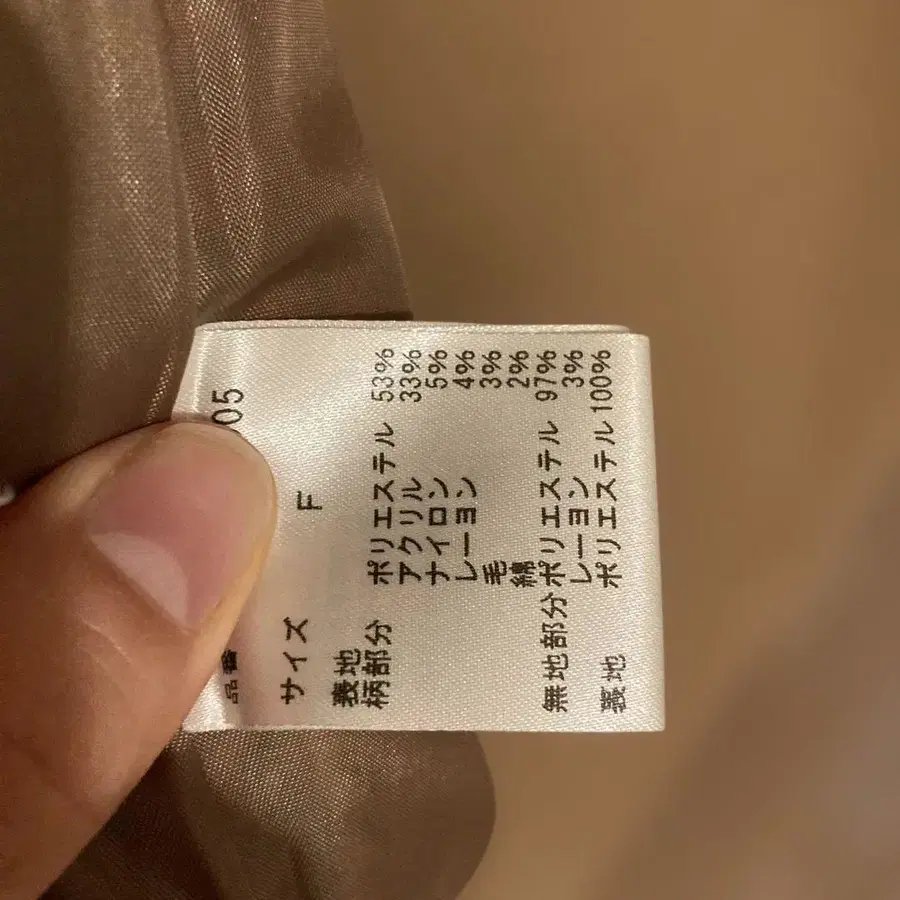 品番 05
サイズ F
表地
柄部分 ポリエステル 53%
アクリル 33%
ナイロン 5%
レーヨン 4%
毛 3%
綿 2%
無地部分 ポリエステル 97%
レーヨン 3%
裏地 ポリエステル 100%